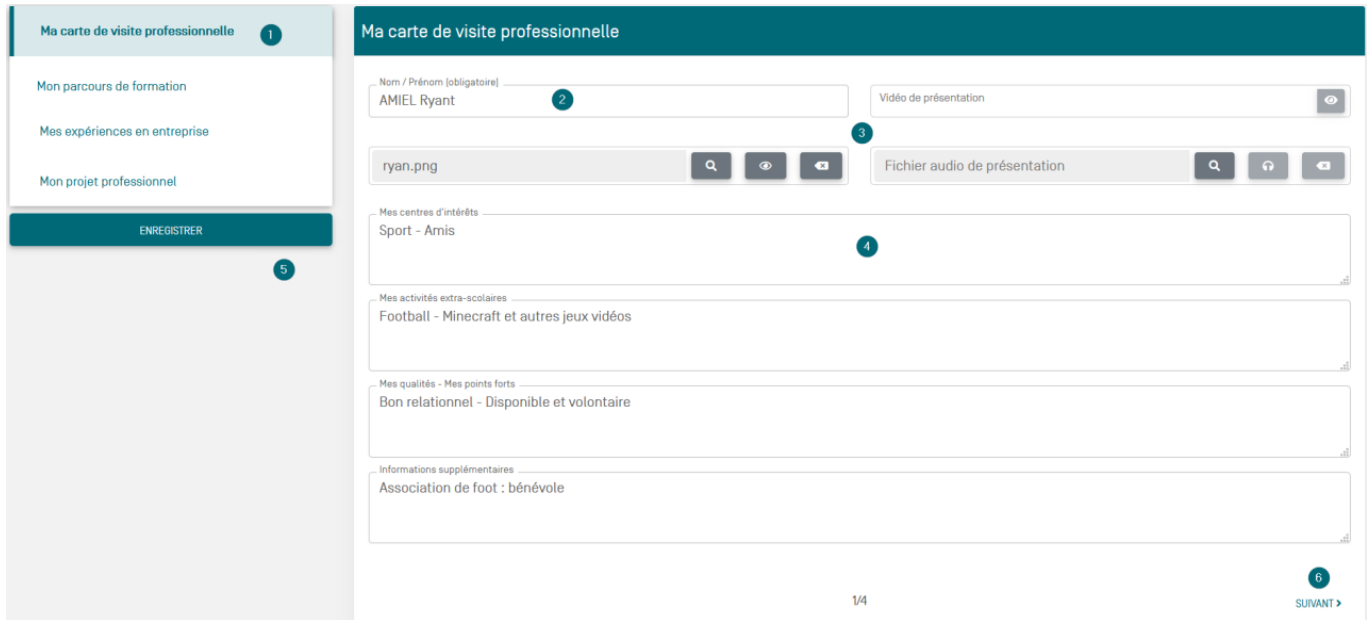 Ma carte de visite professionnelle
1
Mon parcours de formation
Mes expériences en entreprise
Mon projet professionnel
ENREGISTRER
5
Ma carte de visite professionnelle
Nom / Prénom (obligatoire)
AMIEL Ryant
2
Vidéo de présentation
3
ryan.png
Fichier audio de présentation
Mes centres d'intérêts
Sport - Amis
4
Mes activités extra-scolaires
Football - Minecraft et autres jeux vidéos
Mes qualités - Mes points forts
Bon relationnel - Disponible et volontaire
Informations supplémentaires
Association de foot : bénévole
6
1/4
SUIVANT >